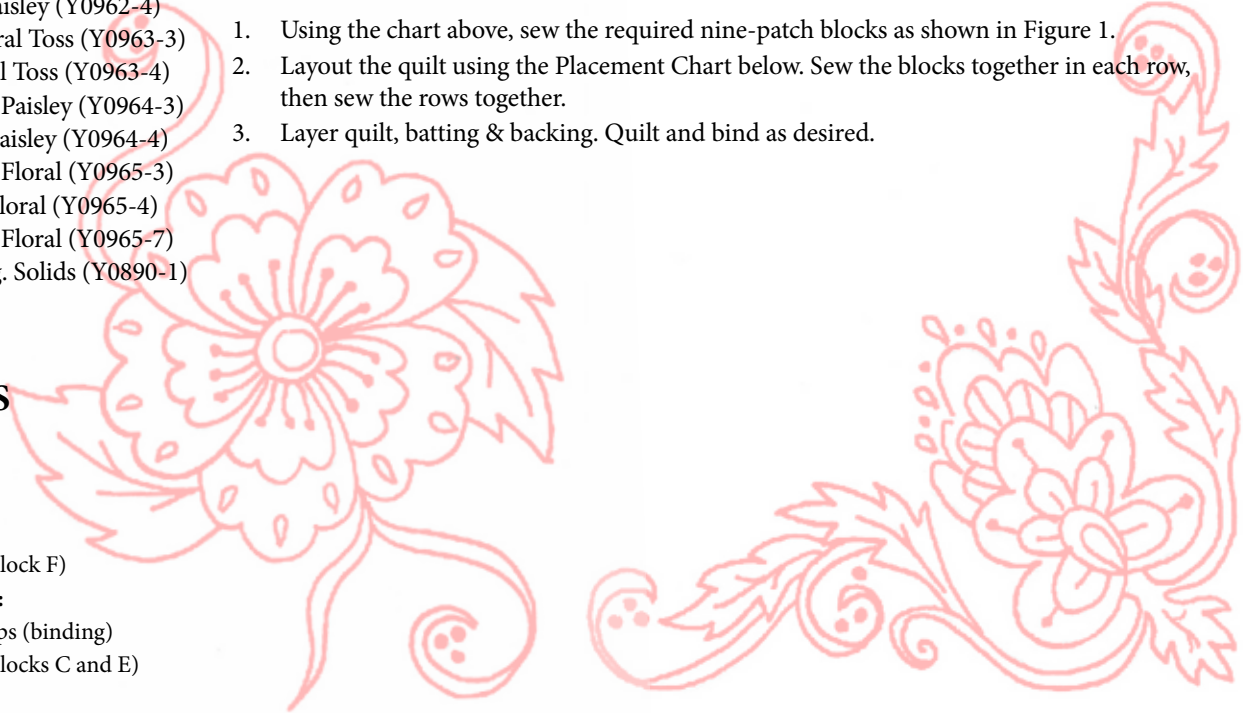 aisley (Y0962-4)
ral Toss (Y0963-3)
l Toss (Y0963-4)
Paisley (Y0964-3)
aisley (Y0964-4)
Floral (Y0965-3)
loral (Y0965-4)
Floral (Y0965-7)
g. Solids (Y0890-1)
s
lock F)
:
ps (binding)
locks C and E)
1. Using the chart above, sew the required nine-patch blocks as shown in Figure 1.
2. Layout the quilt using the Placement Chart below. Sew the blocks together in each row,
then sew the rows together.
3. Layer quilt, batting & backing. Quilt and bind as desired.